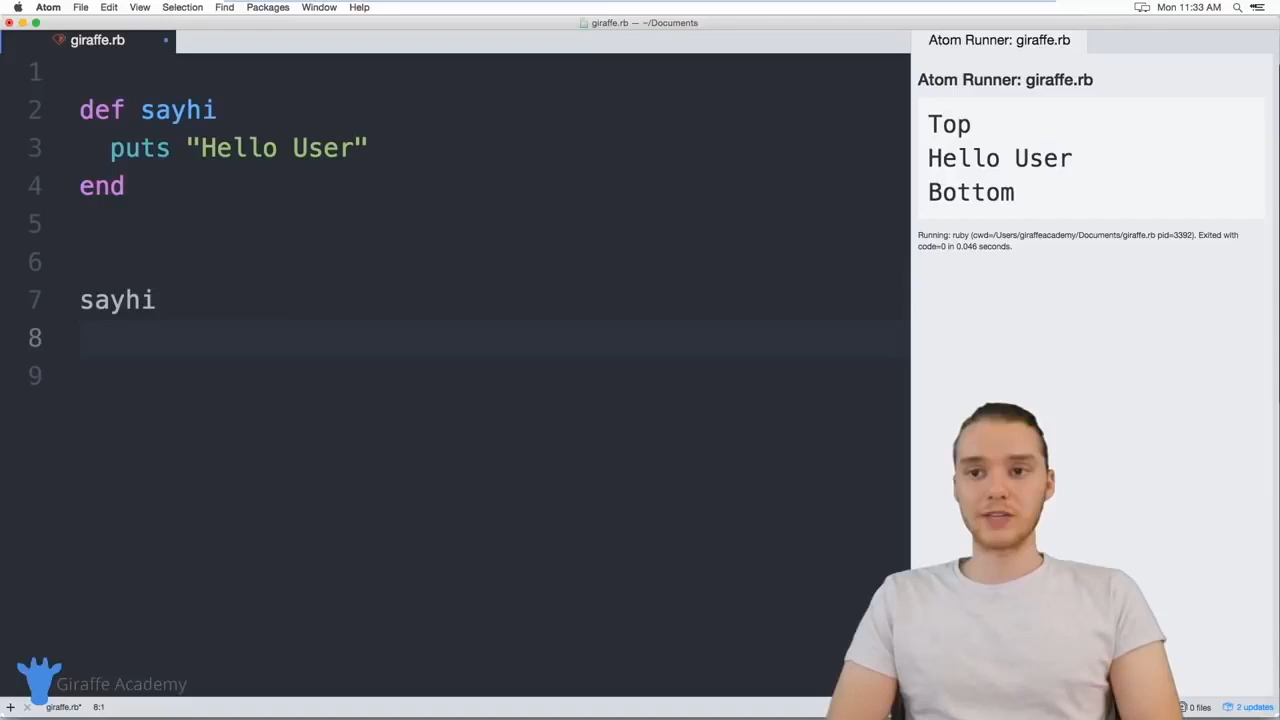 Atom File Edit View Selection Find Packages Window Help Mon 11:33 AM
giraffe.rb — ~/Documents
giraffe.rb
Atom Runner: giraffe.rb
1
2 def sayhi
3 puts "Hello User"
4 end
5
6
7 sayhi
8
9
Atom Runner: giraffe.rb
Top
Hello User
Bottom
Running: ruby (cwd=/Users/giraffeacademy/Documents/giraffe.rb pid=3392). Exited with
code=0 in 0.046 seconds.
Giraffe Academy
giraffe.rb* 8:1
0 files 2 updates